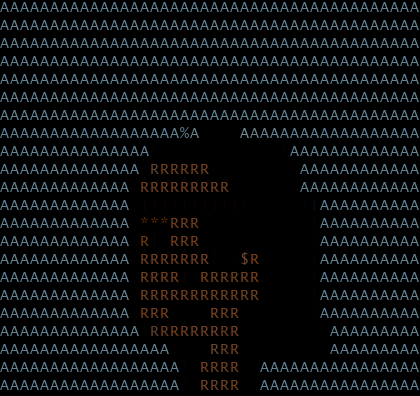 AAAAAAAAAAAAAAAAAAAAAAAAAAAAAAAAAAAAAAAAAA
AAAAAAAAAAAAAAAAAAAAAAAAAAAAAAAAAAAAAAAAAA
AAAAAAAAAAAAAAAAAAAAAAAAAAAAAAAAAAAAAAAAAA
AAAAAAAAAAAAAAAAAAAAAAAAAAAAAAAAAAAAAAAAAA
AAAAAAAAAAAAAAAAAAAAAAAAAAAAAAAAAAAAAAAAAA
AAAAAAAAAAAAAAAAAAAAAAAAAAAAAAAAAAAAAAAAAA
AAAAAAAAAAAAAAAAAAAAAAAAAAAAAAAAAAAAAAAAAA
AAAAAAAAAAAAAAAAAA%A    AAAAAAAAAAAAAAAAAA
AAAAAAAAAAAAAAA              AAAAAAAAAAAAA
AAAAAAAAAAAAAA RRRRRR         AAAAAAAAAAAA
AAAAAAAAAAAAA RRRRRRRRR       AAAAAAAAAAAA
AAAAAAAAAAAAA                   AAAAAAAAAA
AAAAAAAAAAAAA ***RRR            AAAAAAAAAA
AAAAAAAAAAAAA R  RRR            AAAAAAAAAA
AAAAAAAAAAAAA RRRRRRR   $R      AAAAAAAAAA
AAAAAAAAAAAAA RRRR  RRRRRR      AAAAAAAAAA
AAAAAAAAAAAAA RRRRRRRRRRRR      AAAAAAAAAA
AAAAAAAAAAAAA RRR    RRR        AAAAAAAAAA
AAAAAAAAAAAAAA RRRRRRRRR         AAAAAAAAA
AAAAAAAAAAAAAAAAA    RRR         AAAAAAAAA
AAAAAAAAAAAAAAAAAA  RRRR  AAAAAAAAAAAAAAAA
AAAAAAAAAAAAAAAAAA  RRRR  AAAAAAAAAAAAAAAA